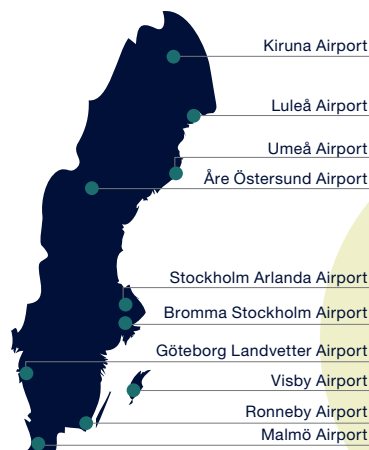 Kiruna Airport
Luleå Airport
Umeå Airport
Åre Östersund Airport
Stockholm Arlanda Airport
Bromma Stockholm Airport
Göteborg Landvetter Airport
Visby Airport
Ronneby Airport
Malmö Airport